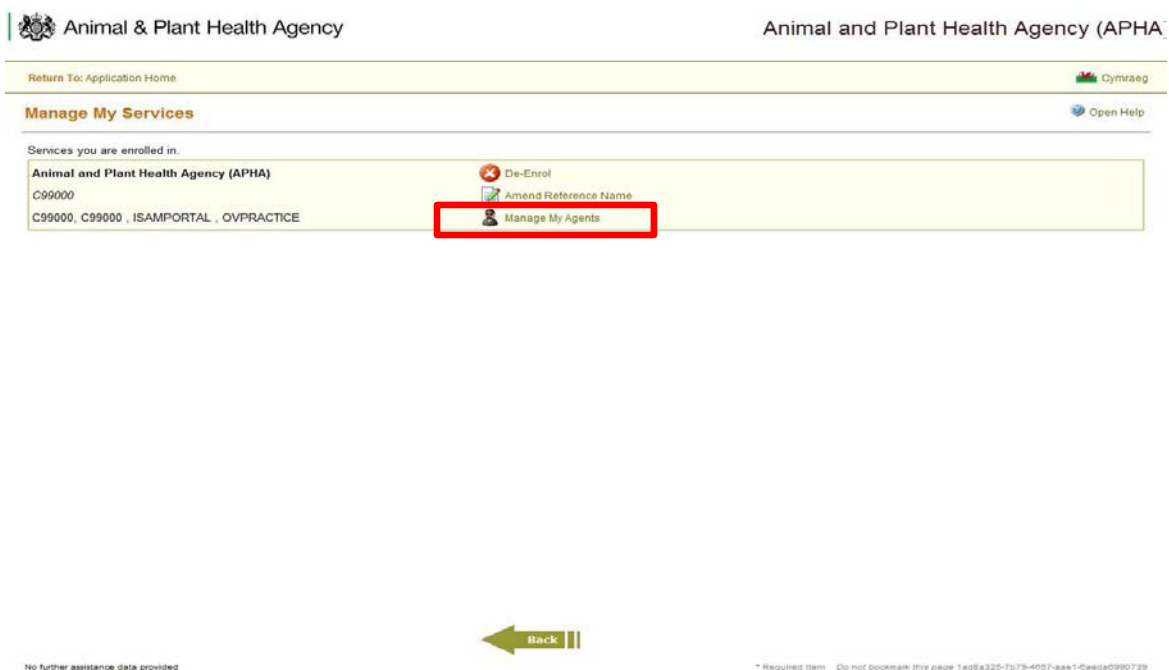 Animal & Plant Health Agency
Animal and Plant Health Agency (APHA)
Return To: Application Home
Cymraeg
Manage My Services
Open Help
Services you are enrolled in.
Animal and Plant Health Agency (APHA)
De-Enrol
C99000
Amend Reference Name
C99000, C99000 , ISAMPORTAL , OVPRACTICE
Manage My Agents
Back
No further assistance data provided
* Required Item Do not bookmark this page